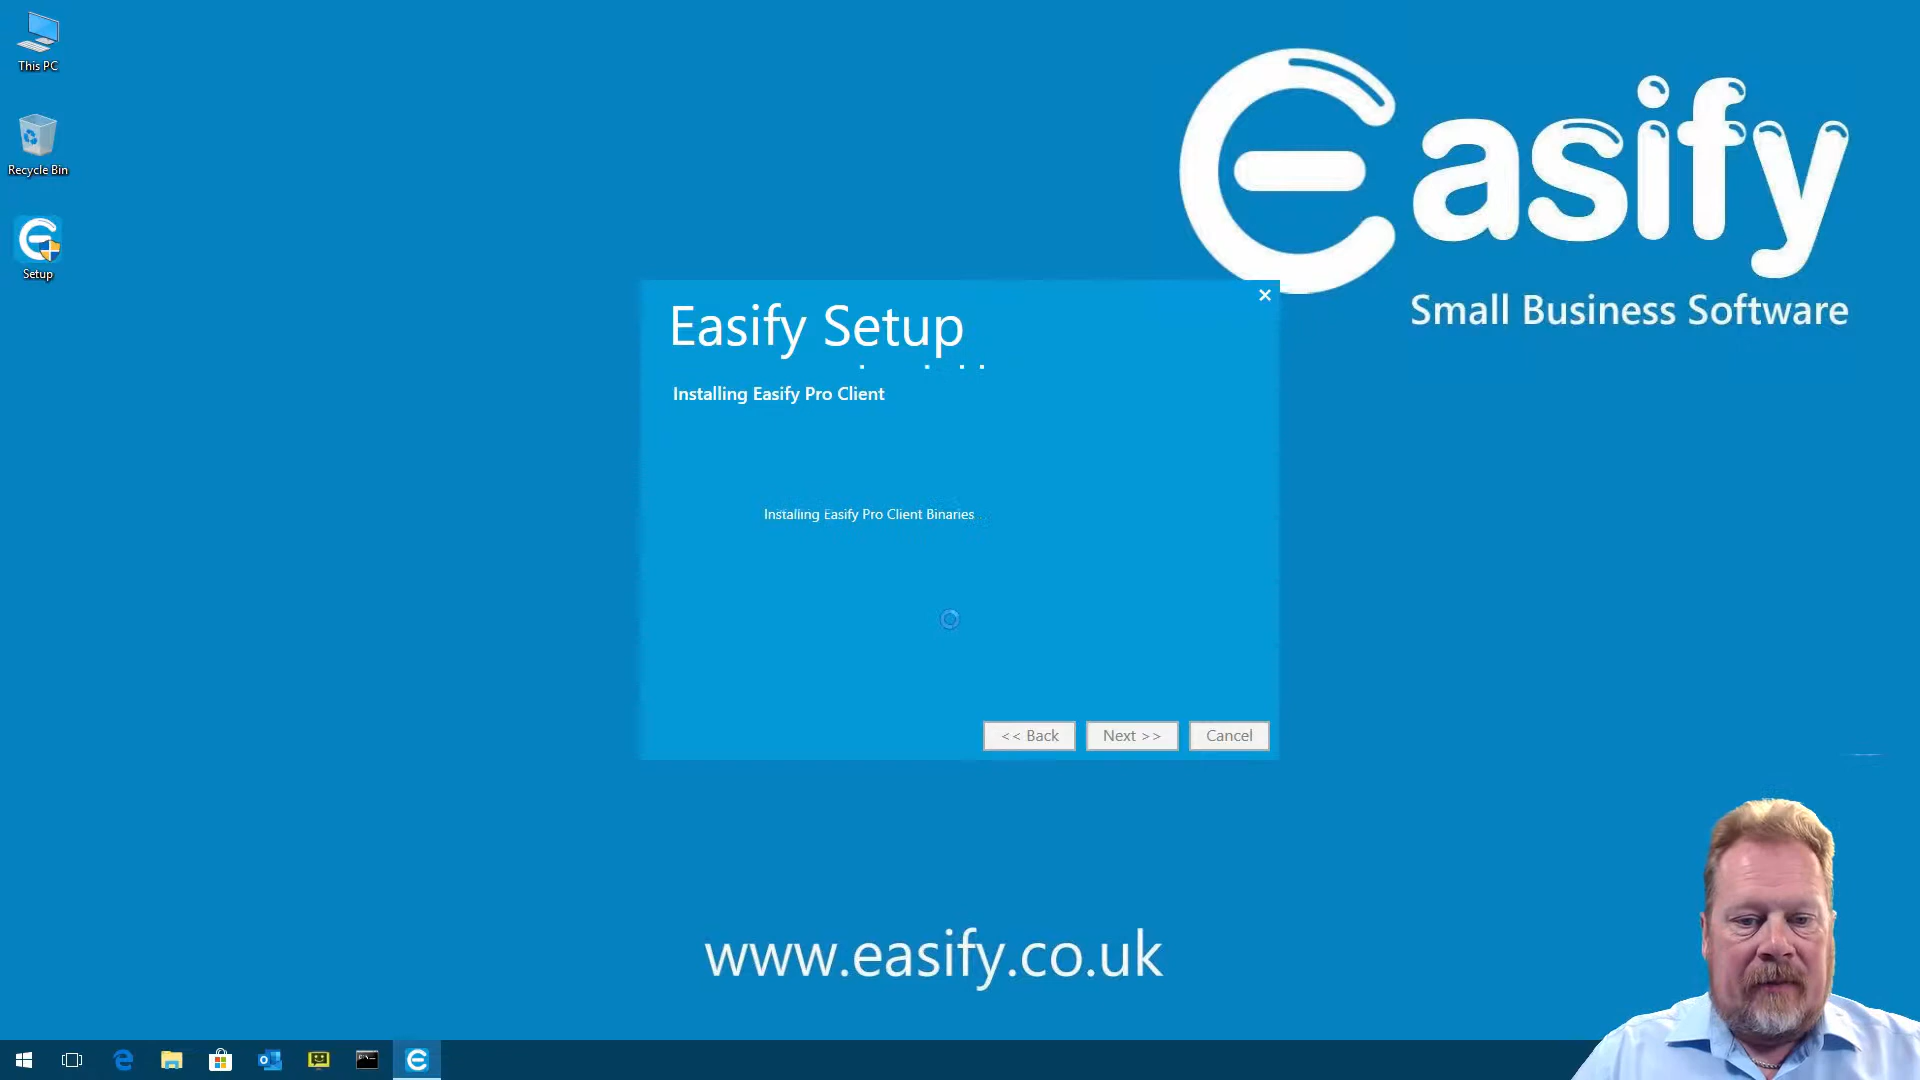 This PC
Recycle Bin
Setup
Easify
Small Business Software
Easify Setup
Installing Easify Pro Client
Installing Easify Pro Client Binaries...
<< Back
Next >>
Cancel
www.easify.co.uk